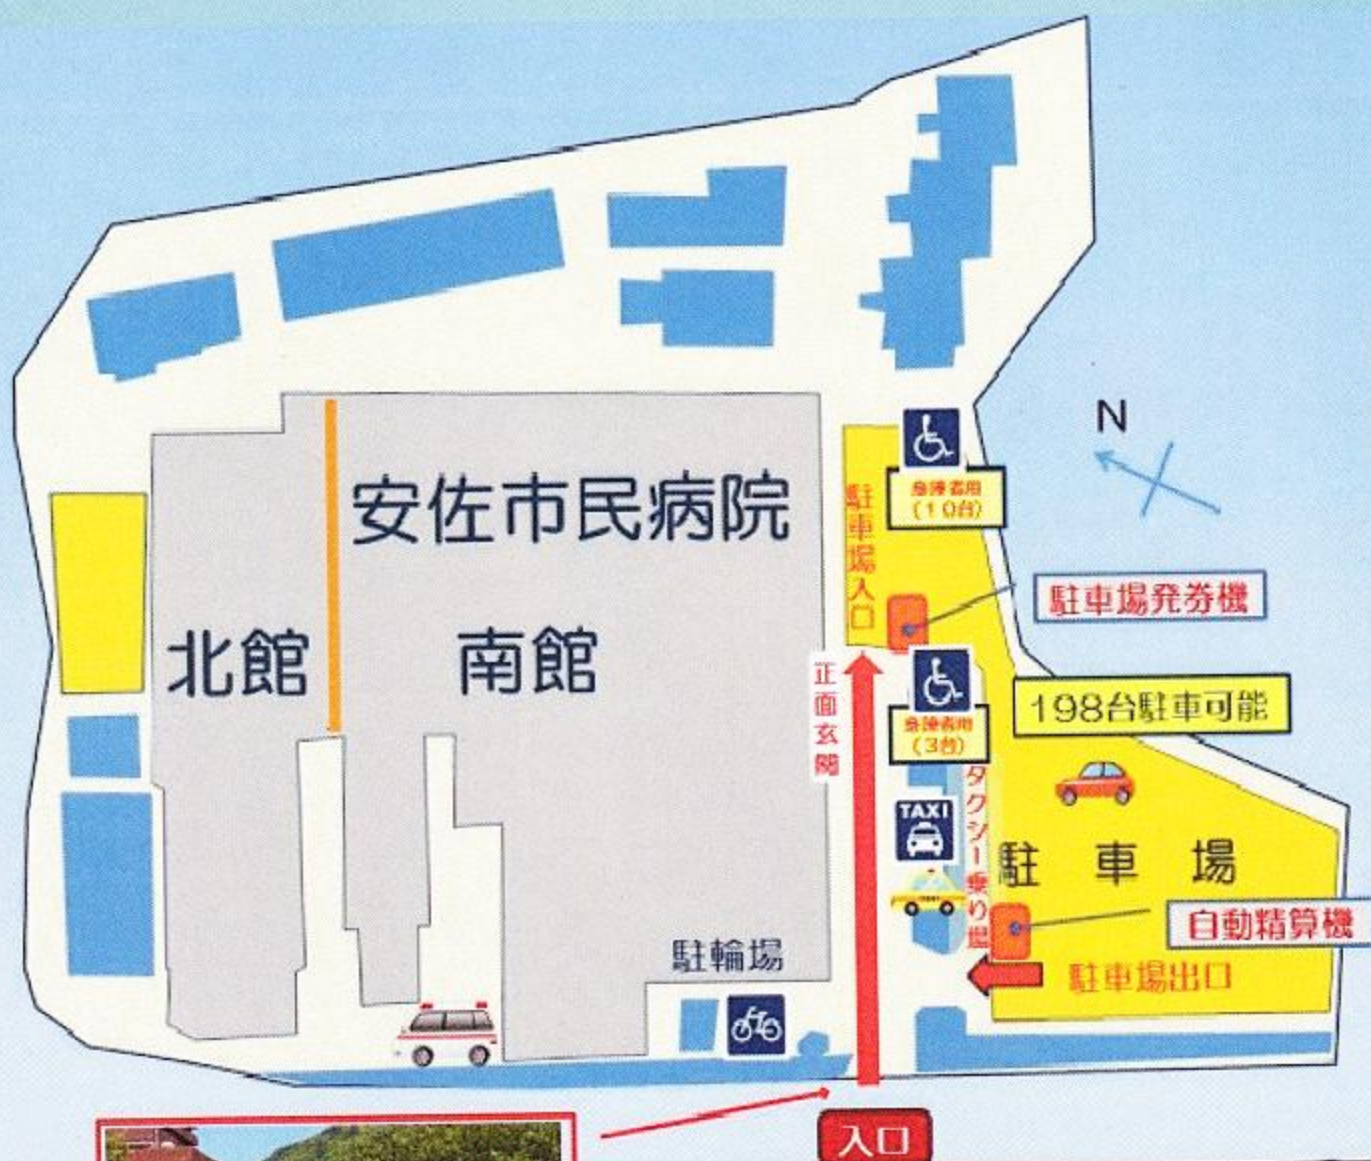 N
安佐市民病院
北館
南館
駐車場入口
身障者用
(10台)
駐車場発券機
正面玄関
身障者用
(3台)
198台駐車可能
TAXI
タクシー乗り場
駐車場
自動精算機
駐車場出口
駐輪場
入口